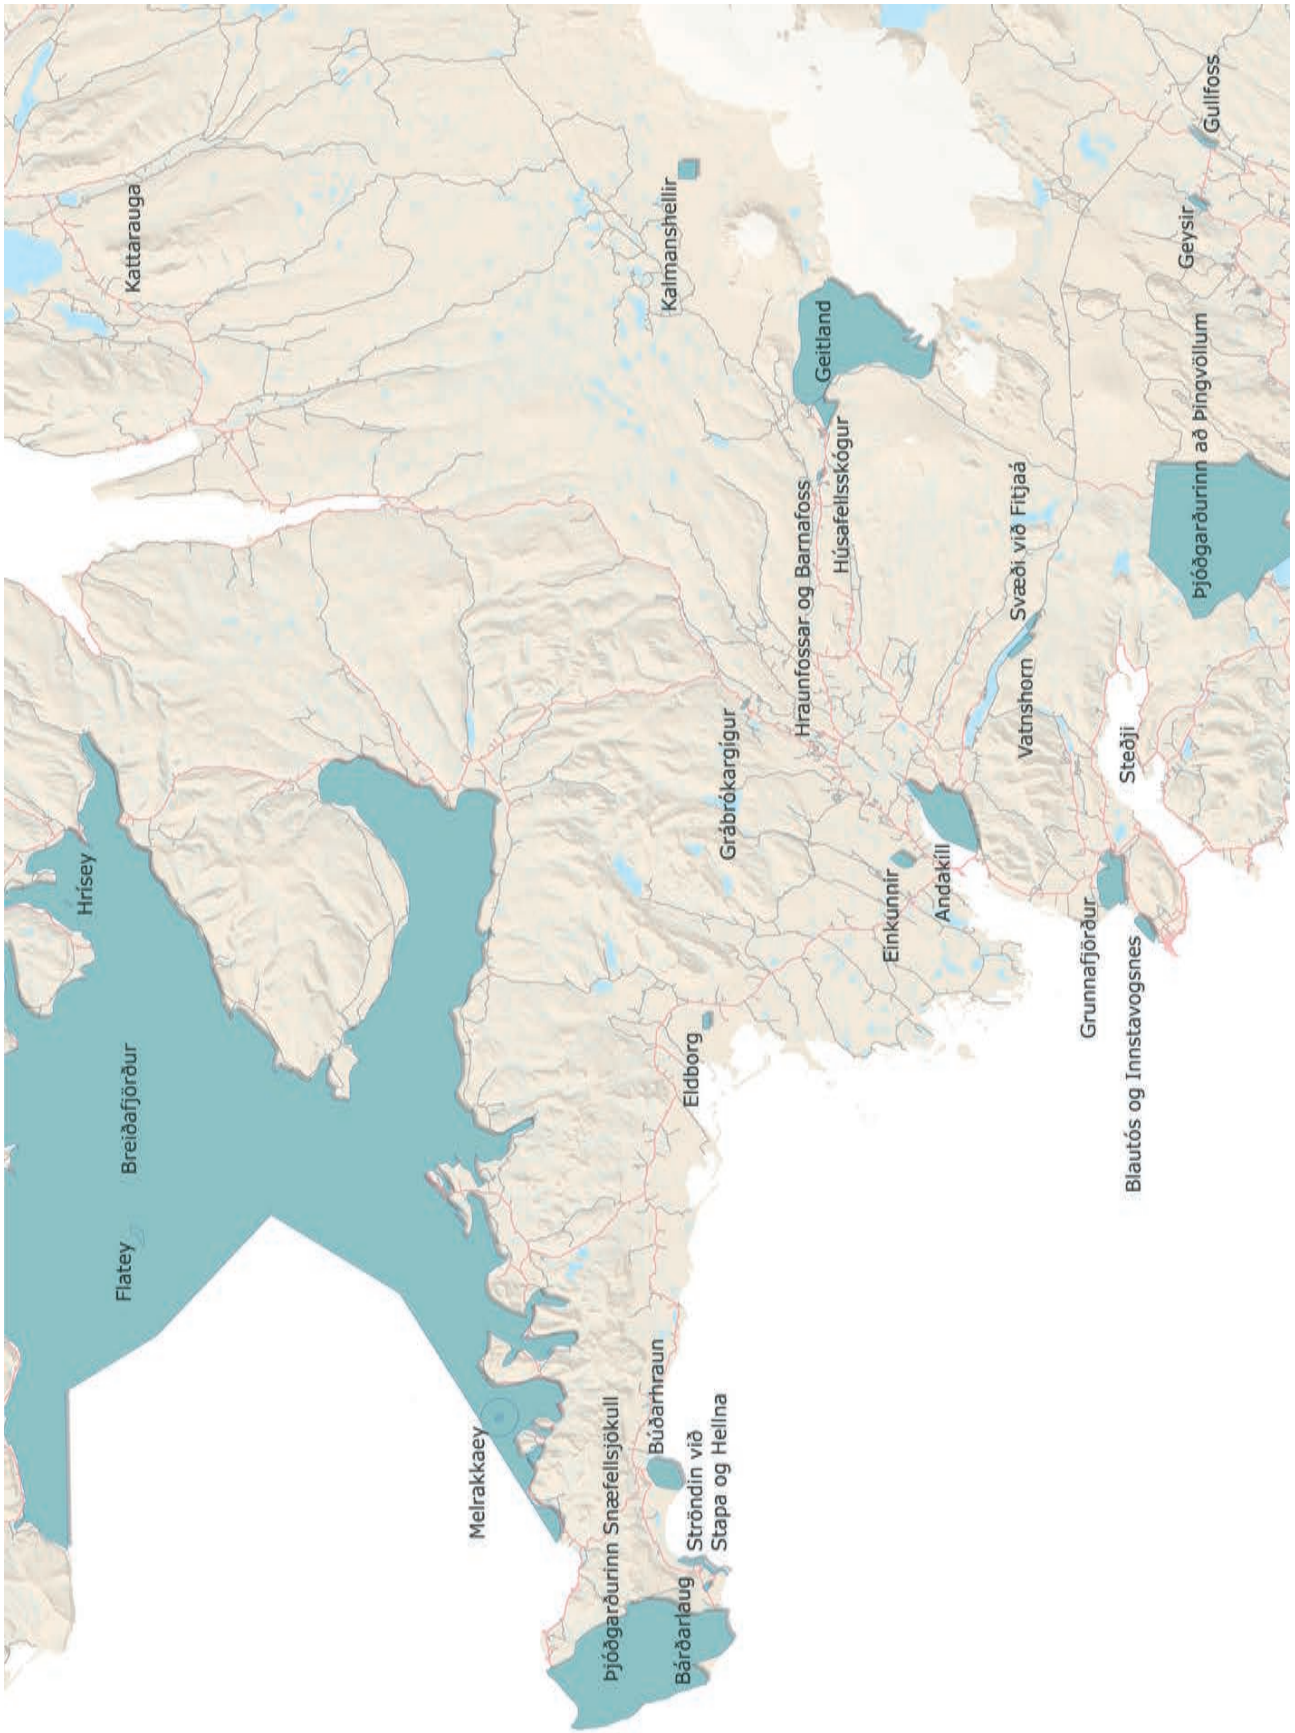 Hrísey
Flatey
Breiðafjörður
Kattarauga
Melrakkaey
Þjóðgarðurinn Snæfellsjökull
Búðarhraun
Kalmanshellir
Bárðarlaug
Ströndin við
Stapa og Hellna
Eldborg
Grábrókargígur
Hraunfossar og Barnafoss
Geitland
Húsafellsskógur
Einkunnir
Andakíll
Svæði við Fitjaá
Vatnshorn
Grunnafjörður
Steðji
Blautós og Innstavogsnes
Geysir
Þjóðgarðurinn að Þingvöllum
Gullfoss